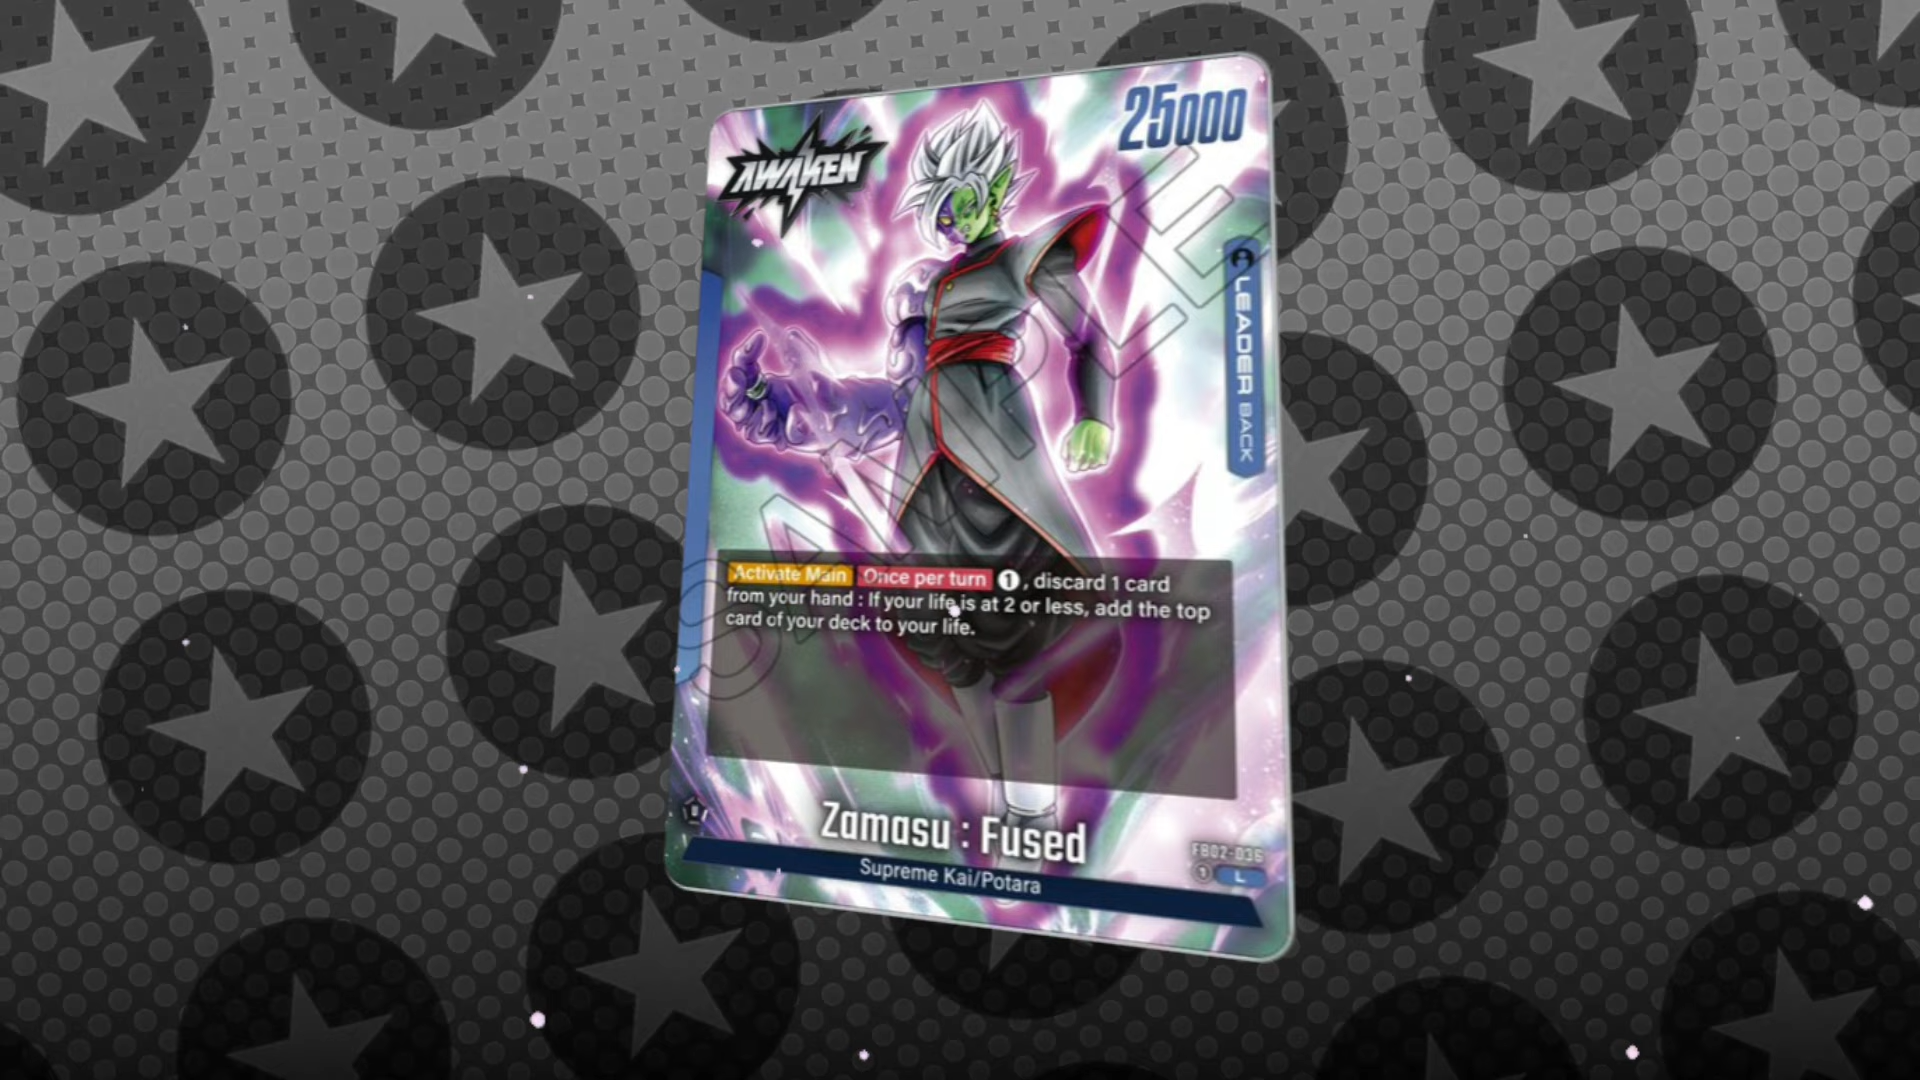 AWAKEN
25000
LEADER BACK
SAMPLE
Activate Main Once per turn ❶, discard 1 card
from your hand : If your life is at 2 or less, add the top
card of your deck to your life.
Zamasu : Fused
Supreme Kai/Potara
FB02-036
1 L